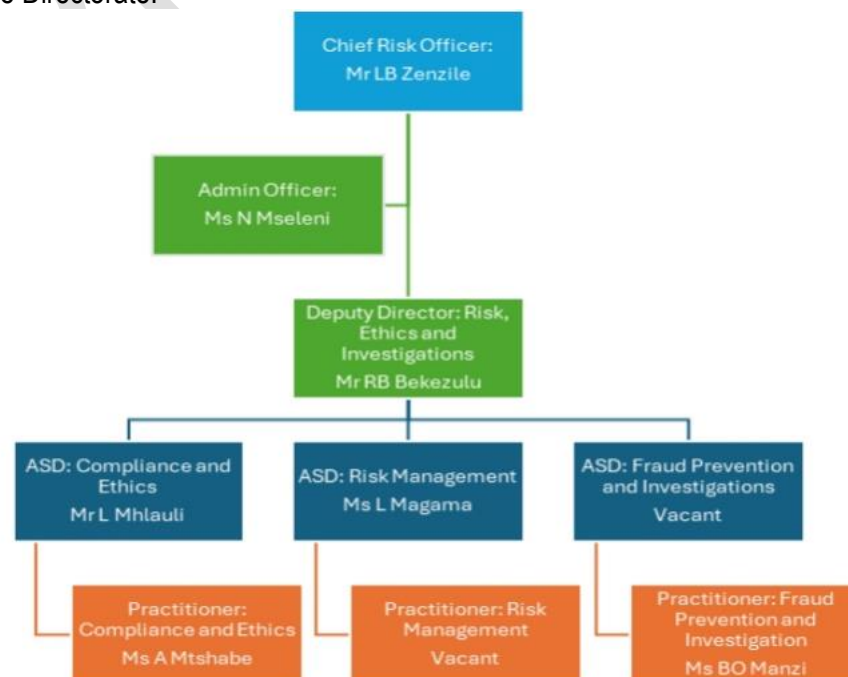 Chief Risk Officer:
Mr LB Zenzile
Admin Officer:
Ms N Mseleni
Deputy Director: Risk,
Ethics and
Investigations
Mr RB Bekezulu
ASD: Compliance and
Ethics
Mr L Mhlauli
ASD: Risk Management
Ms L Magama
ASD: Fraud Prevention
and Investigations
Vacant
Practitioner:
Compliance and Ethics
Ms A Mtshabe
Practitioner: Risk
Management
Vacant
Practitioner: Fraud
Prevention and
Investigation
Ms BO Manzi